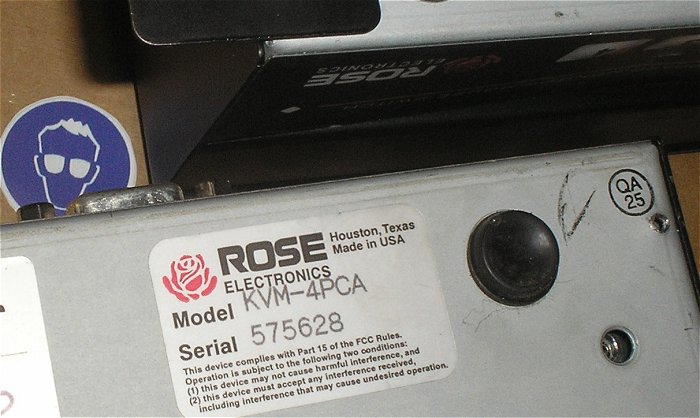 ROSE
ELECTRONICS
QA
25
ROSE
ELECTRONICS
Houston, Texas
Made in USA
Model KVM-4PCA
Serial 575628
This device complies with Part 15 of the FCC Rules.
Operation is subject to the following two conditions:
(1) this device may not cause harmful interference, and
(2) this device must accept any interference received,
including interference that may cause undesired operation.